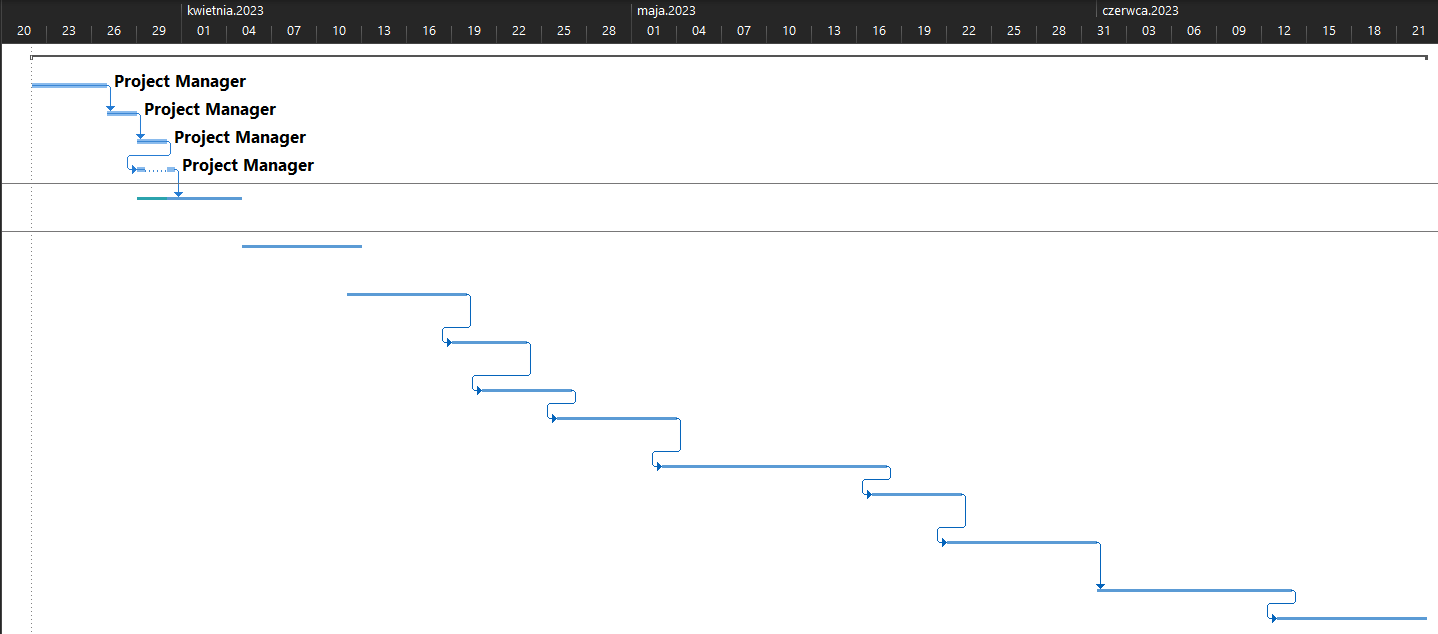 kwietnia.2023 maja.2023 czerwca.2023
20 23 26 29 01 04 07 10 13 16 19 22 25 28 01 04 07 10 13 16 19 22 25 28 31 03 06 09 12 15 18 21
Project Manager
Project Manager
Project Manager
Project Manager